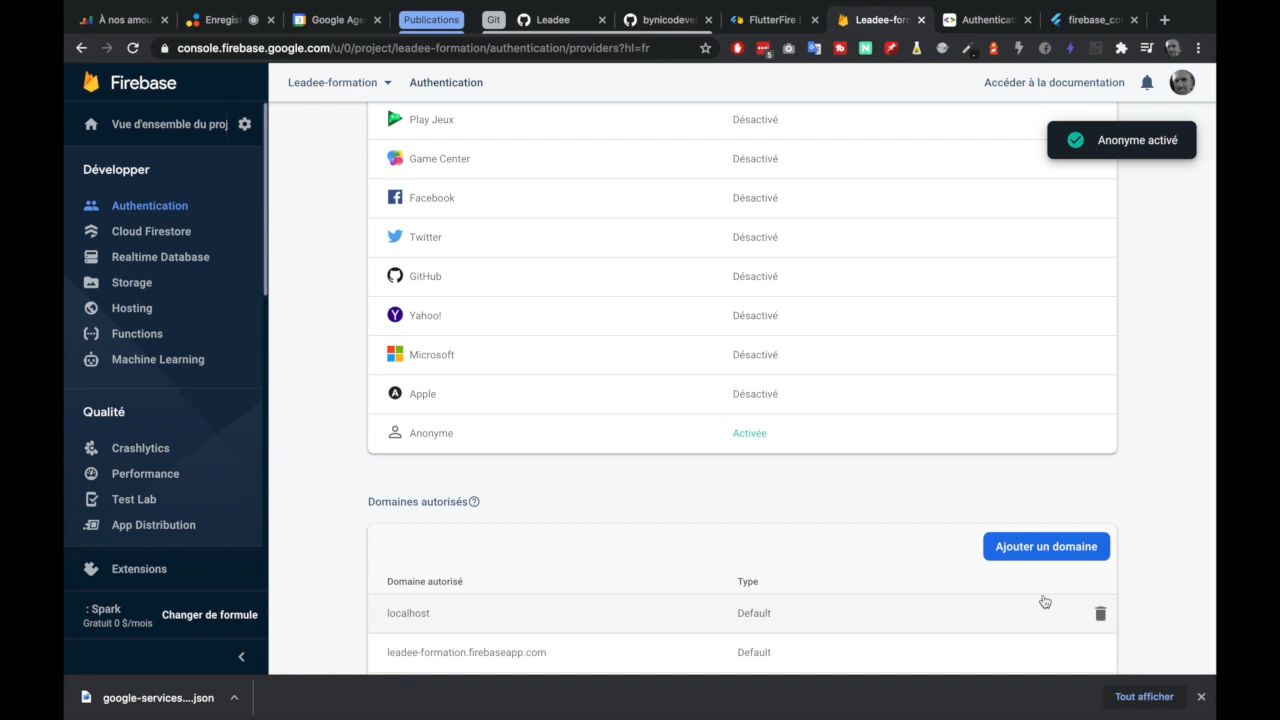 À nos amou
Enregist
Google Age
Publications
Git
Leadee
bynicodevel
FlutterFire
Leadee-form
Authenticati
firebase_co
console.firebase.google.com/u/0/project/leadee-formation/authentication/providers?hl=fr
5
Firebase
Leadee-formation
Authentication
Accéder à la documentation
Vue d'ensemble du proj
Développer
Authentication
Cloud Firestore
Realtime Database
Storage
Hosting
Functions
Machine Learning
Qualité
Crashlytics
Performance
Test Lab
App Distribution
Extensions
: Spark
Gratuit 0 $/mois
Changer de formule
Play Jeux Désactivé
Anonyme activé
Game Center Désactivé
Facebook Désactivé
Twitter Désactivé
GitHub Désactivé
Yahoo! Désactivé
Microsoft Désactivé
Apple Désactivé
Anonyme Activée
Domaines autorisés
Ajouter un domaine
Domaine autorisé Type
localhost Default
leadee-formation.firebaseapp.com Default
google-services....json
Tout afficher